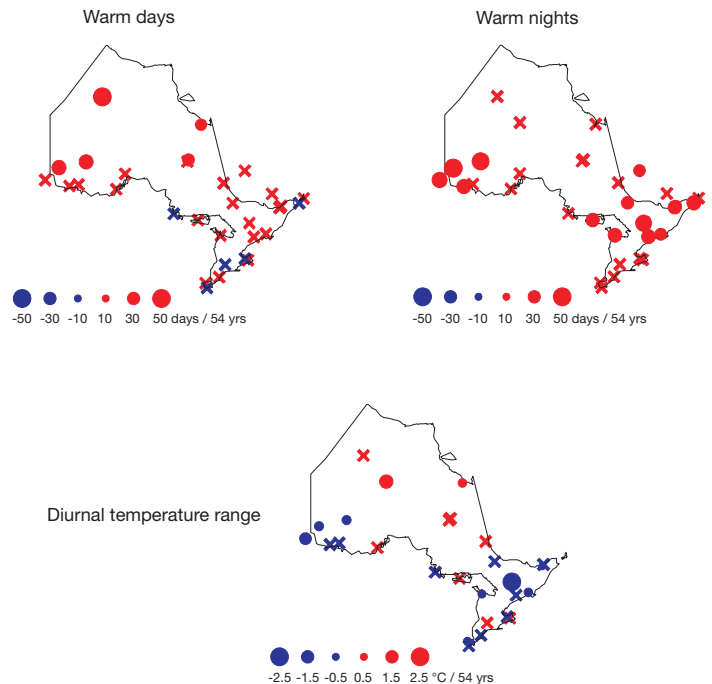 Warm days
Warm nights
-50 -30 -10 10 30 50 days / 54 yrs
-50 -30 -10 10 30 50 days / 54 yrs
Diurnal temperature range
-2.5 -1.5 -0.5 0.5 1.5 2.5 °C / 54 yrs